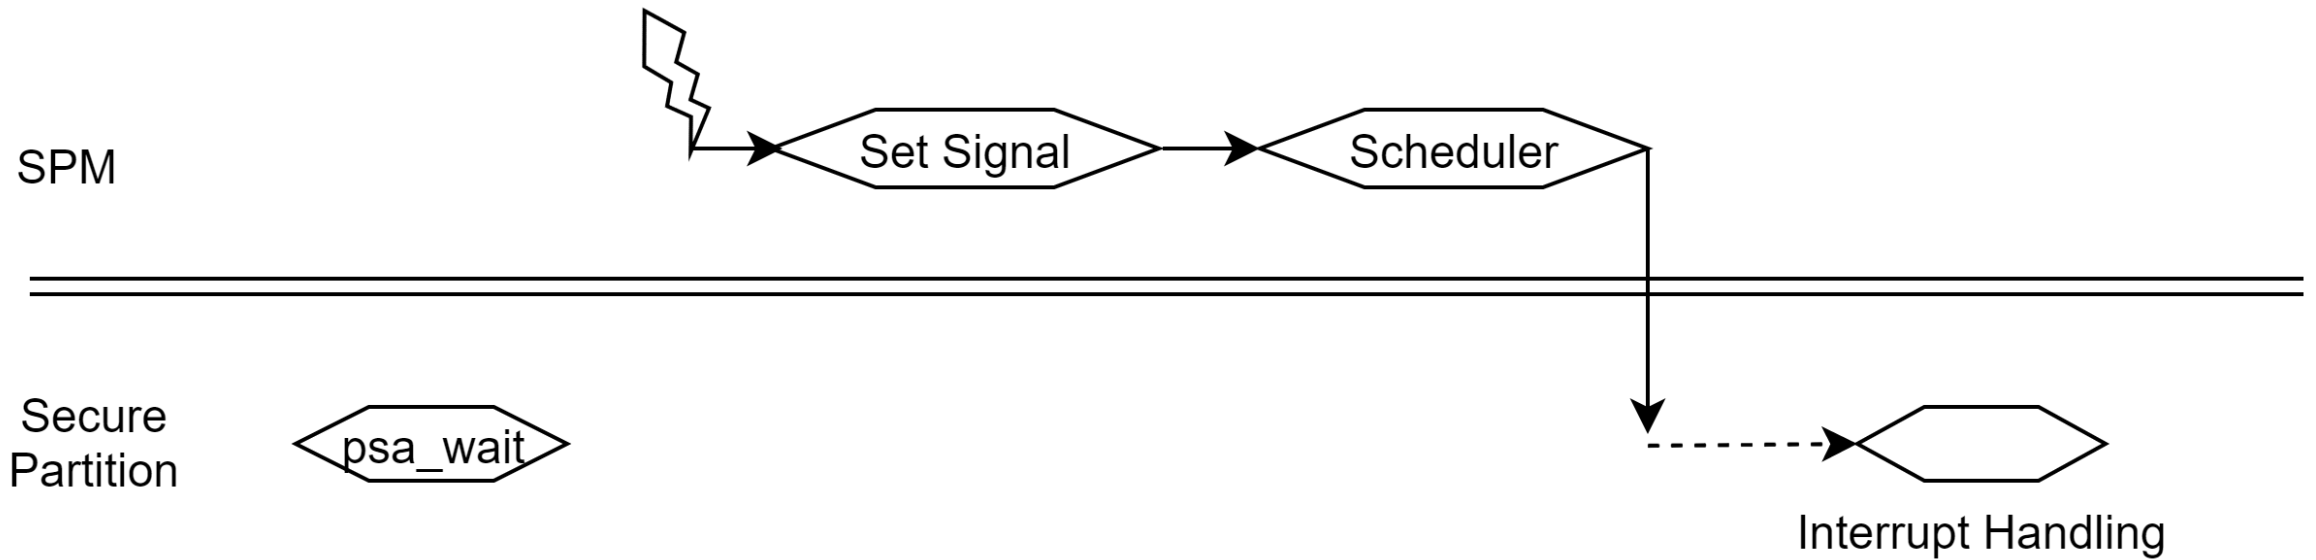 SPM
Set Signal
Scheduler
Secure
Partition
psa_wait
Interrupt Handling